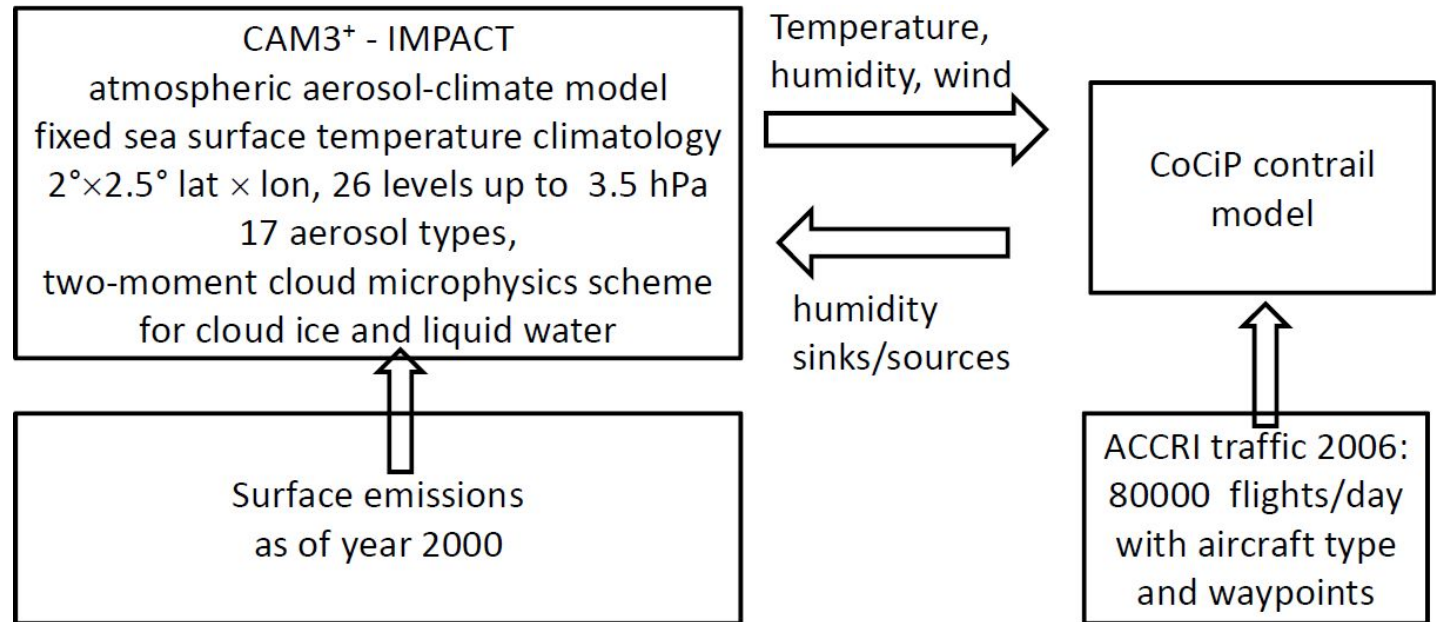 CAM3⁺ - IMPACT
atmospheric aerosol-climate model
fixed sea surface temperature climatology
2°×2.5° lat × lon, 26 levels up to 3.5 hPa
17 aerosol types,
two-moment cloud microphysics scheme
for cloud ice and liquid water
Temperature,
humidity, wind
humidity
sinks/sources
CoCiP contrail
model
Surface emissions
as of year 2000
ACCRI traffic 2006:
80000 flights/day
with aircraft type
and waypoints